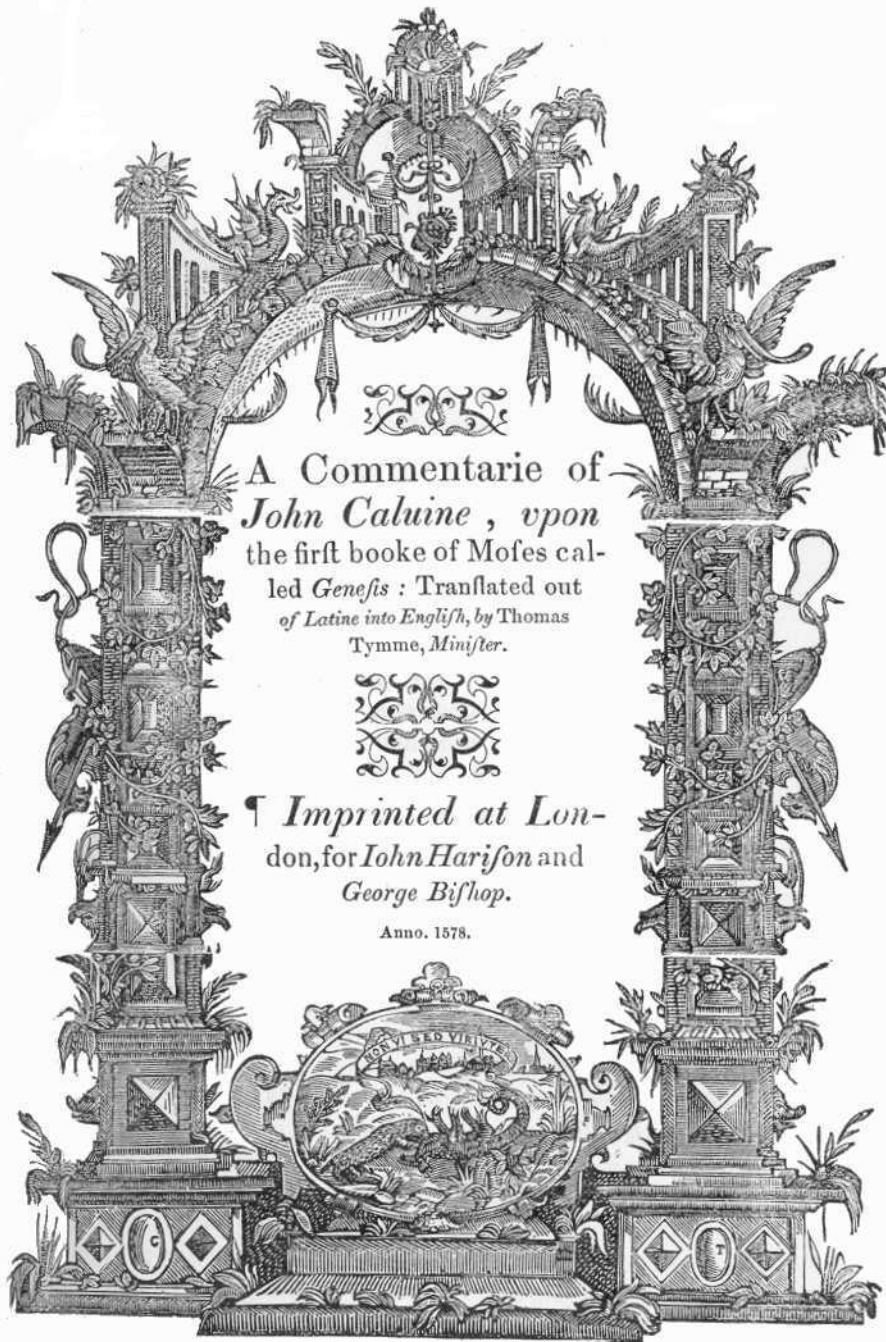 A Commentarie of
John Caluine , vpon
the firſt booke of Moſes cal-
led Geneſis : Tranſlated out
of Latine into Engliſh, by Thomas
Tymme, Miniſter.
¶ Imprinted at Lon-
don, for Iohn Hariſon and
George Biſhop.
Anno. 1578.
NON VI SED VIRTVTE
G
T